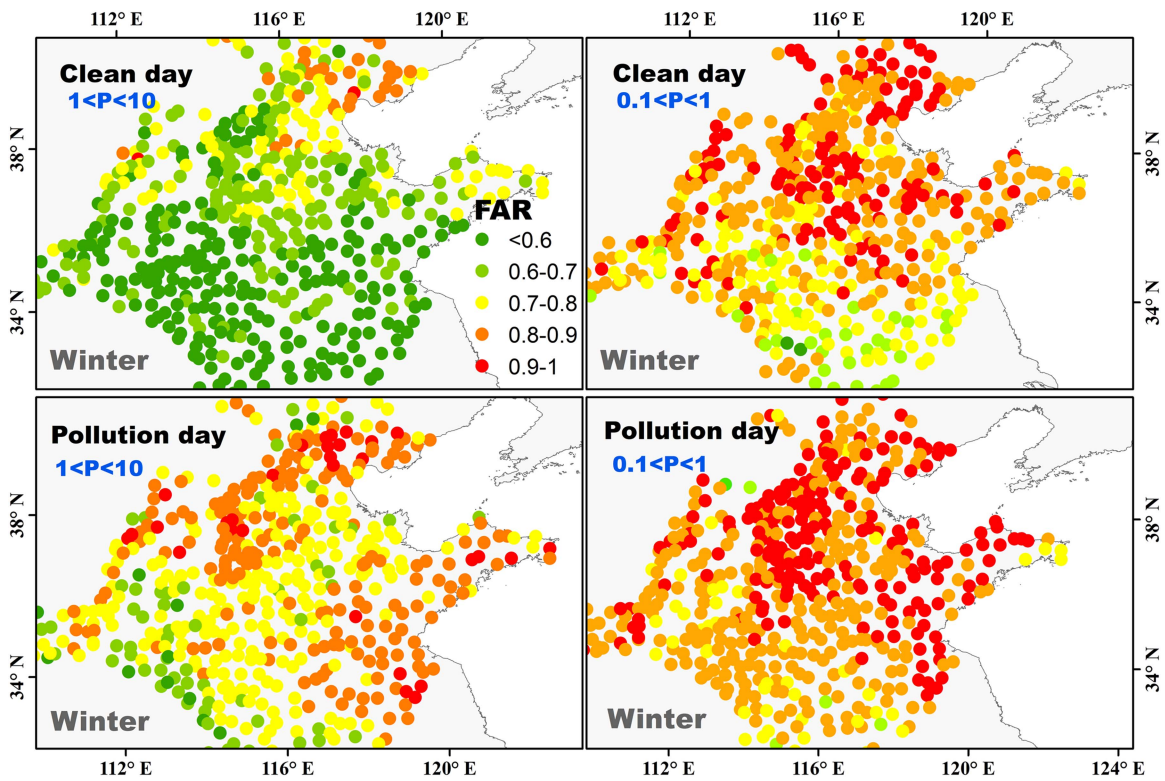 112° E 116° E 120° E
112° E 116° E 120° E
Clean day
1<P<10
38° N
34° N
FAR
<0.6
0.6-0.7
0.7-0.8
0.8-0.9
0.9-1
Winter
Clean day
0.1<P<1
38° N
34° N
Winter
Pollution day
1<P<10
38° N
34° N
Winter
Pollution day
0.1<P<1
38° N
34° N
Winter
112° E 116° E 120° E
112° E 116° E 120° E 124° E